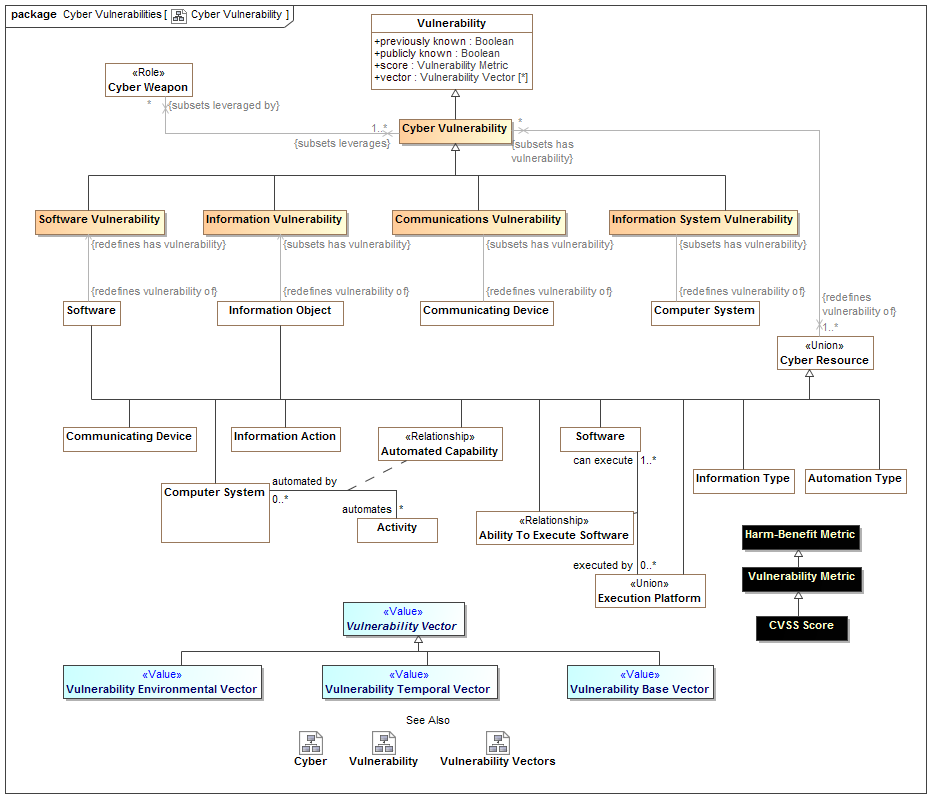 package Cyber Vulnerabilities [ Cyber Vulnerability ]
Vulnerability
+previously known : Boolean
+publicly known : Boolean
+score : Vulnerability Metric
+vector : Vulnerability Vector [*]
«Role»
Cyber Weapon
*
{subsets leveraged by}
1..*
{subsets leverages}
Cyber Vulnerability
*
{subsets has
vulnerability}
Software Vulnerability
Information Vulnerability
Communications Vulnerability
Information System Vulnerability
{redefines has vulnerability}
{subsets has vulnerability}
{subsets has vulnerability}
{subsets has vulnerability}
{redefines vulnerability of}
{redefines vulnerability of}
{redefines vulnerability of}
{redefines vulnerability of}
{redefines
vulnerability of}
1..*
Software
Information Object
Communicating Device
Computer System
«Union»
Cyber Resource
Communicating Device
Information Action
«Relationship»
Automated Capability
Software
can execute 1..*
Information Type
Automation Type
Computer System
automated by
0..*
automates *
Activity
«Relationship»
Ability To Execute Software
executed by 0..*
«Union»
Execution Platform
Harm-Benefit Metric
Vulnerability Metric
CVSS Score
«Value»
Vulnerability Vector
«Value»
Vulnerability Environmental Vector
«Value»
Vulnerability Temporal Vector
«Value»
Vulnerability Base Vector
See Also
Cyber
Vulnerability
Vulnerability Vectors